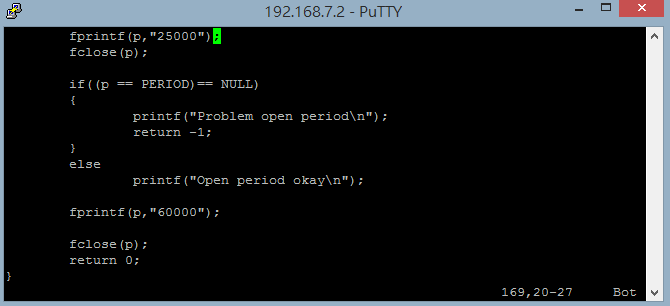 192.168.7.2 - PuTTY
fprintf(p,"25000");
fclose(p);
if((p == PERIOD)== NULL)
{
printf("Problem open period\n");
return -1;
}
else
printf("Open period okay\n");
fprintf(p,"60000");
fclose(p);
return 0;
}
169,20-27 Bot